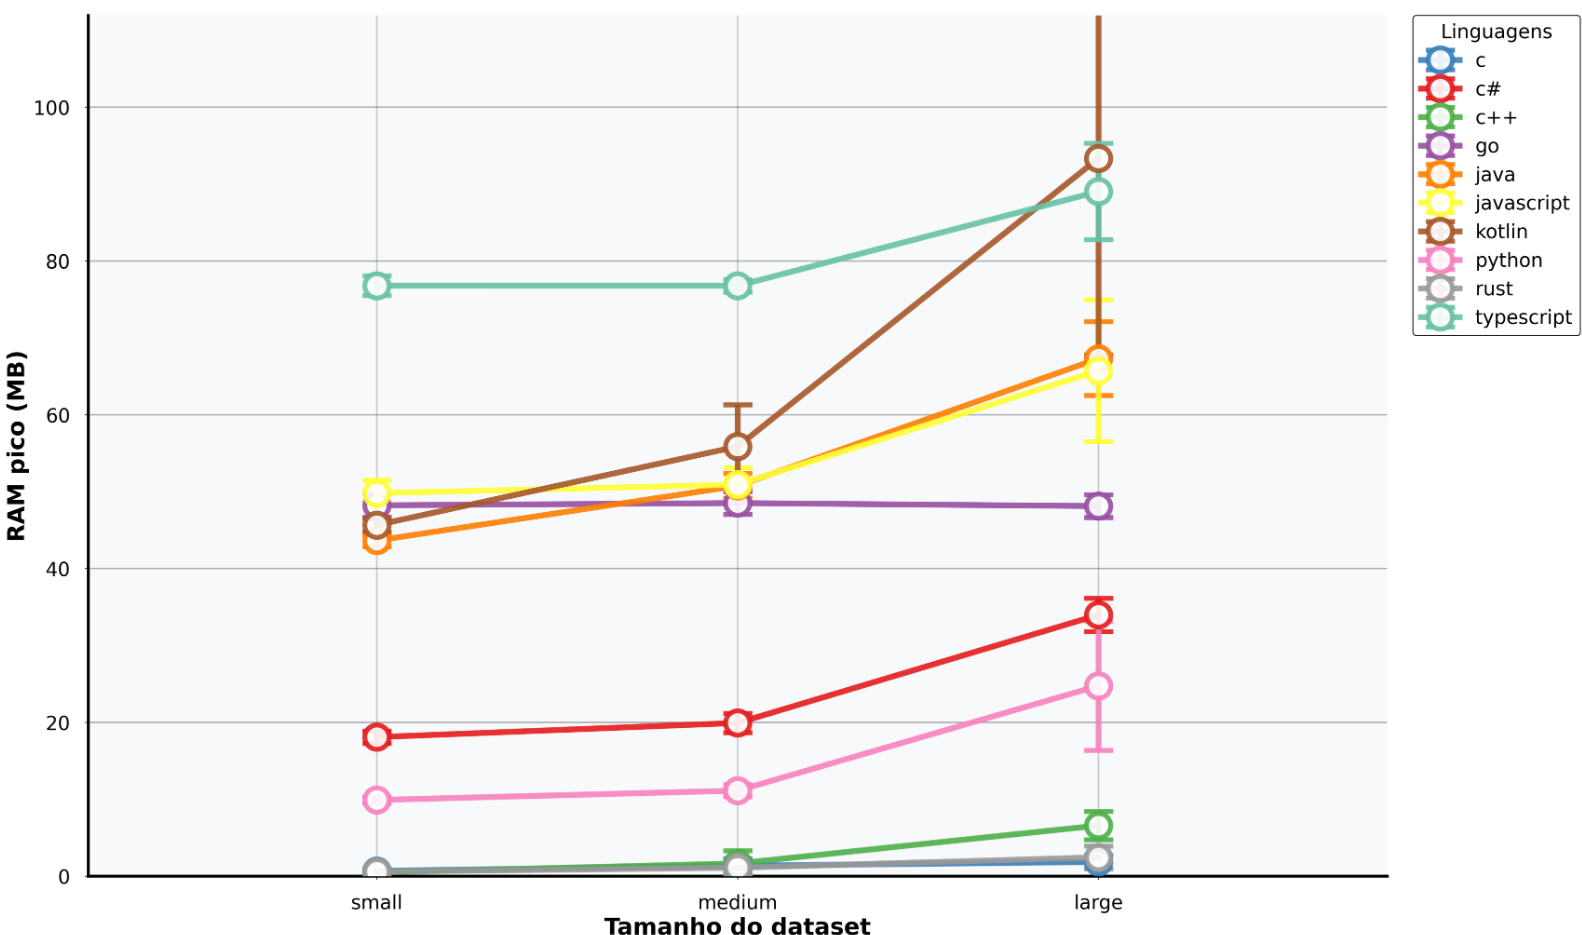 RAM pico (MB)
100
80
60
40
20
0
small
medium
large
Tamanho do dataset
Linguagens
c
c#
c++
go
java
javascript
kotlin
python
rust
typescript